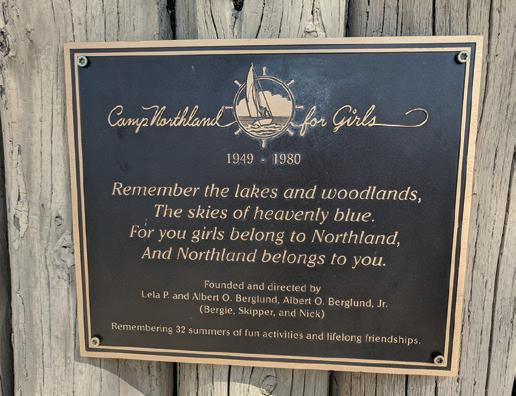 Camp Northland for Girls
1949 - 1980
Remember the lakes and woodlands,
The skies of heavenly blue.
For you girls belong to Northland,
And Northland belongs to you.
Founded and directed by
Lela P. and Albert O. Berglund, Albert O. Berglund, Jr.
(Bergie, Skipper, and Nick)
Remembering 32 summers of fun activities and lifelong friendships.